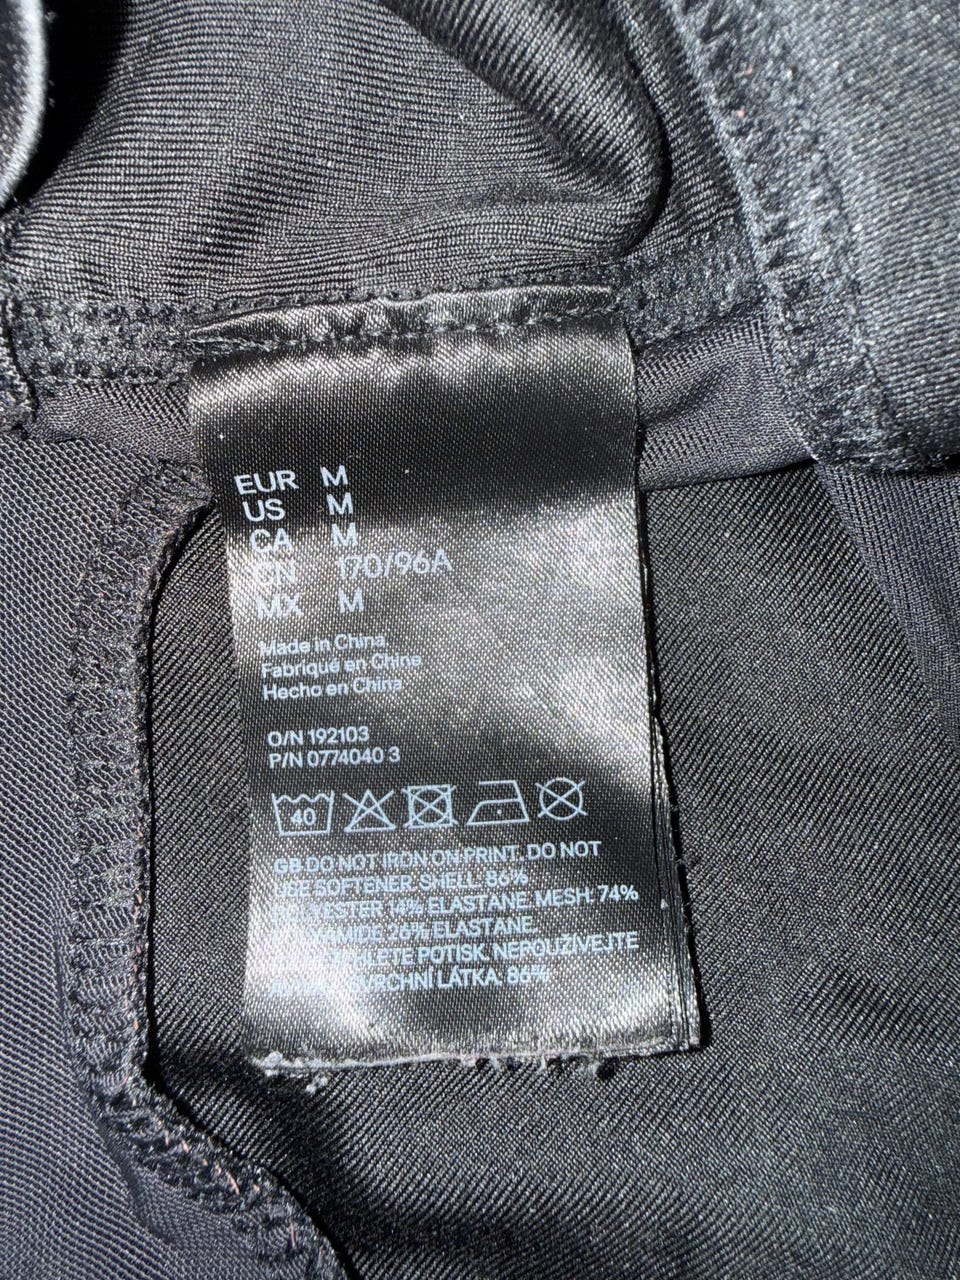 EUR M
US M
CA M
CN 170/96A
MX M
Made in China
Fabriqué en Chine
Hecho en China
O/N 192103
P/N 0774040 3
40
GB DO NOT IRON ON PRINT. DO NOT
USE SOFTENER. SHELL: 86%
POLYESTER 14% ELASTANE. MESH: 74%
POLYAMIDE 26% ELASTANE.
POTISK. NEPOUŽÍVEJTE
VRCHNÍ LÁTKA: 86%